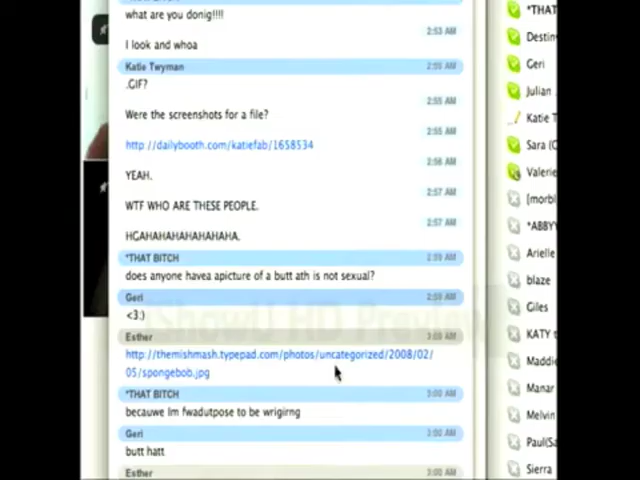 what are you donig!!!!
2:53 AM
I look and whoa
Katie Twyman
2:55 AM
.GIF?
2:55 AM
Were the screenshots for a file?
2:55 AM
http://dailybooth.com/katiefab/1658534
2:56 AM
YEAH.
2:57 AM
WTF WHO ARE THESE PEOPLE.
2:57 AM
HGAHAHAHAHAHAHA.
*THAT BITCH
2:59 AM
does anyone havea apicture of a butt ath is not sexual?
Geri
2:59 AM
<3:)
Esther
3:00 AM
http://themishmash.typepad.com/photos/uncategorized/2008/02/
05/spongebob.jpg
*THAT BITCH
3:00 AM
becauwe Im fwadutpose to be wrigirng
Geri
3:00 AM
butt hatt
Esther
3:00 AM
iShowU HD Preview
*THAT
Destin
Geri
Julian
Katie T
Sara (C
Valerie
[morbl
*ABBY
Arielle
blaze
Giles
KATY t
Maddie
Manar
Melvin
Paul(Sa
Sierra